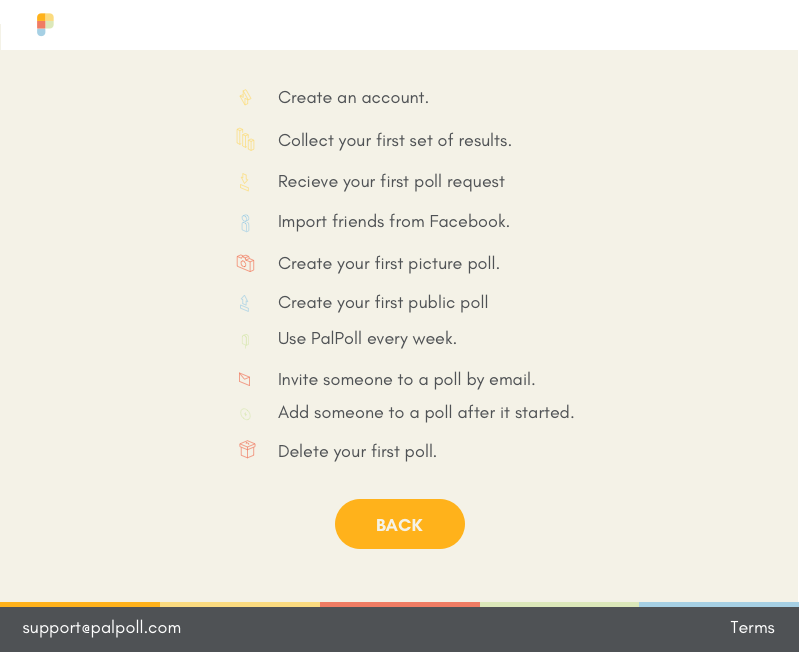 Create an account.
Collect your first set of results.
Recieve your first poll request
Import friends from Facebook.
Create your first picture poll.
Create your first public poll
Use PalPoll every week.
Invite someone to a poll by email.
Add someone to a poll after it started.
Delete your first poll.
BACK
support@palpoll.com
Terms